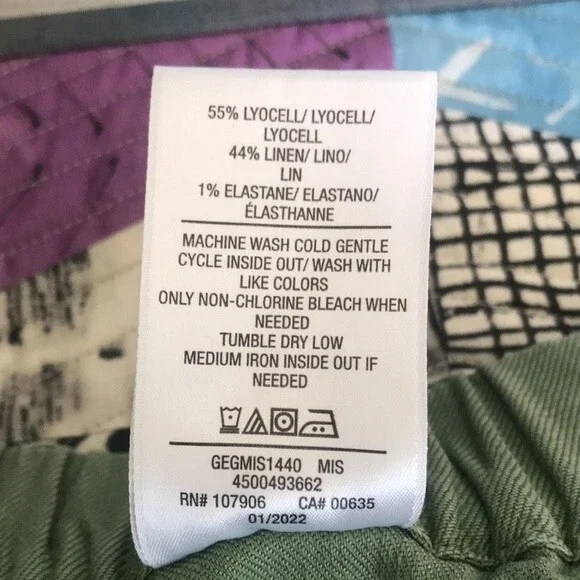 55% LYOCELL/ LYOCELL/
LYOCELL
44% LINEN/ LINO/
LIN
1% ELASTANE/ ELASTANO/
ÉLASTHANNE
MACHINE WASH COLD GENTLE
CYCLE INSIDE OUT/ WASH WITH
LIKE COLORS
ONLY NON-CHLORINE BLEACH WHEN
NEEDED
TUMBLE DRY LOW
MEDIUM IRON INSIDE OUT IF
NEEDED
GEGMIS1440 MIS
4500493662
RN# 107906 CA# 00635
01/2022